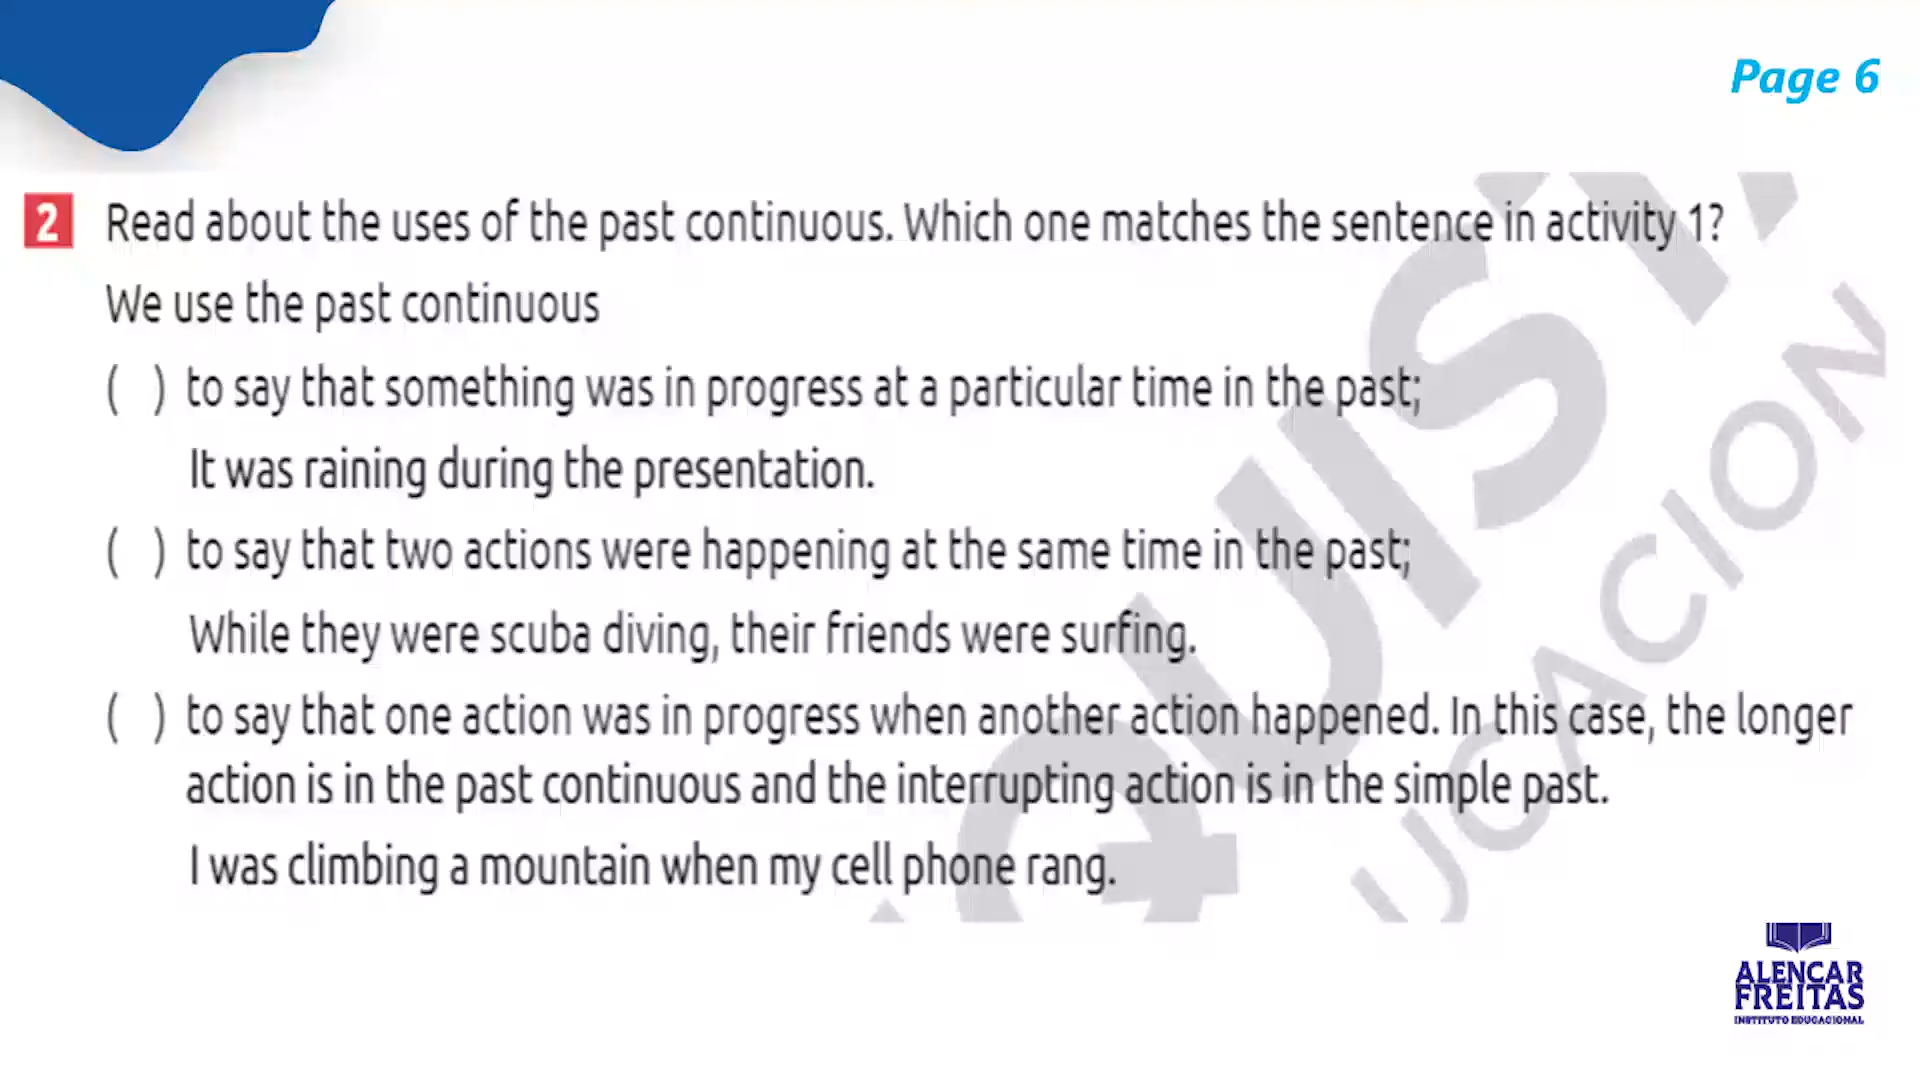 Page 6
2 Read about the uses of the past continuous. Which one matches the sentence in activity 1?
We use the past continuous
( ) to say that something was in progress at a particular time in the past;
It was raining during the presentation.
( ) to say that two actions were happening at the same time in the past;
While they were scuba diving, their friends were surfing.
( ) to say that one action was in progress when another action happened. In this case, the longer
action is in the past continuous and the interrupting action is in the simple past.
I was climbing a mountain when my cell phone rang.
ALENCAR
FREITAS
INSTITUTO EDUCACIONAL